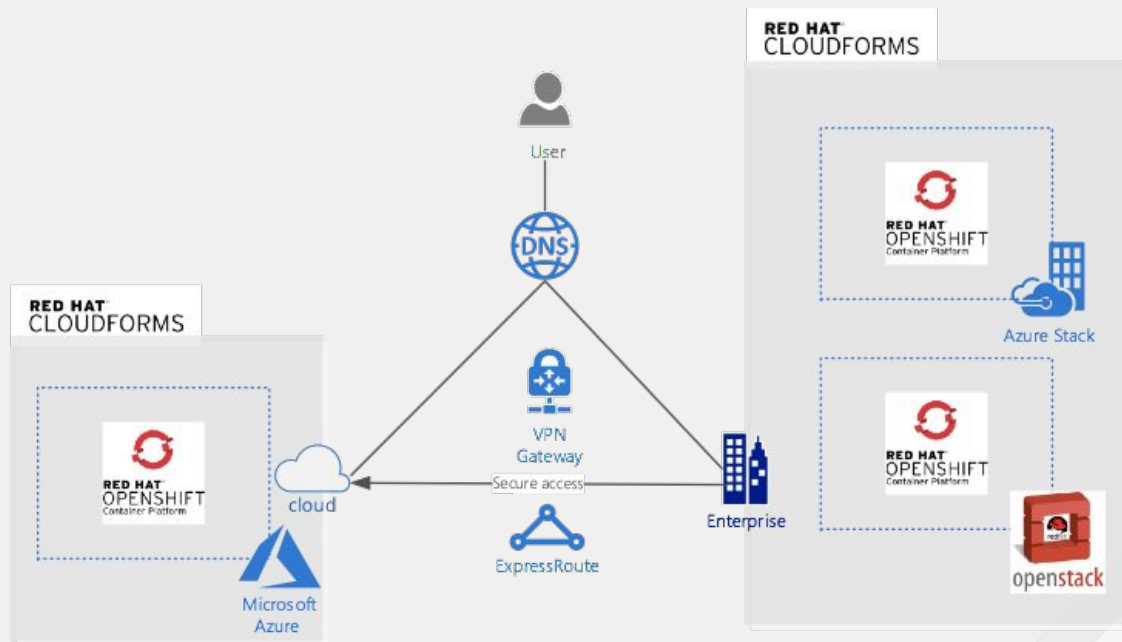 RED HAT
CLOUDFORMS
User
DNS
RED HAT
OPENSHIFT
Container Platform
Azure Stack
RED HAT
CLOUDFORMS
RED HAT
OPENSHIFT
Container Platform
cloud
Microsoft
Azure
VPN
Gateway
Secure access
ExpressRoute
Enterprise
RED HAT
OPENSHIFT
Container Platform
redhat
openstack